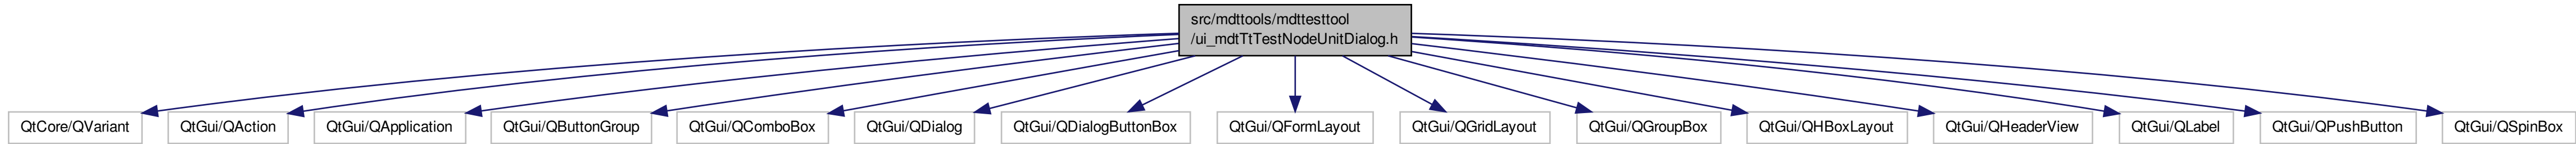 src/mdttools/mdttesttool
/ui_mdtTtTestNodeUnitDialog.h
QtCore/QVariant
QtGui/QAction
QtGui/QApplication
QtGui/QButtonGroup
QtGui/QComboBox
QtGui/QDialog
QtGui/QDialogButtonBox
QtGui/QFormLayout
QtGui/QGridLayout
QtGui/QGroupBox
QtGui/QHBoxLayout
QtGui/QHeaderView
QtGui/QLabel
QtGui/QPushButton
QtGui/QSpinBox